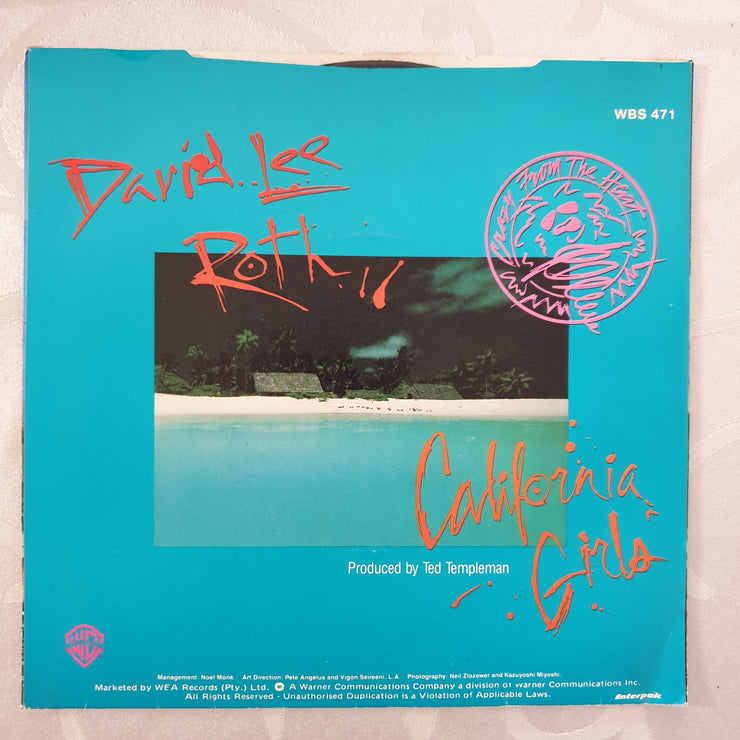 WBS 471
David Lee
Roth
Crazy From The Heat
California
Girls
Produced by Ted Templeman
Management: Noel Monk. Art Direction: Pete Angelus and Vigon Seireeni, L.A. Photography: Neil Zlozower and Kazuyoshi Miyoshi.
Marketed by WEA Records (Pty.) Ltd. A Warner Communications Company a division of Warner Communications Inc.
All Rights Reserved - Unauthorised Duplication is a Violation of Applicable Laws.
Interpak